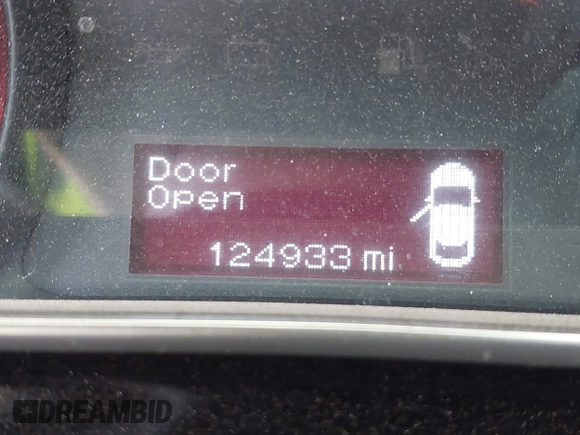 Door
Open
124933 mi
DREAMBID